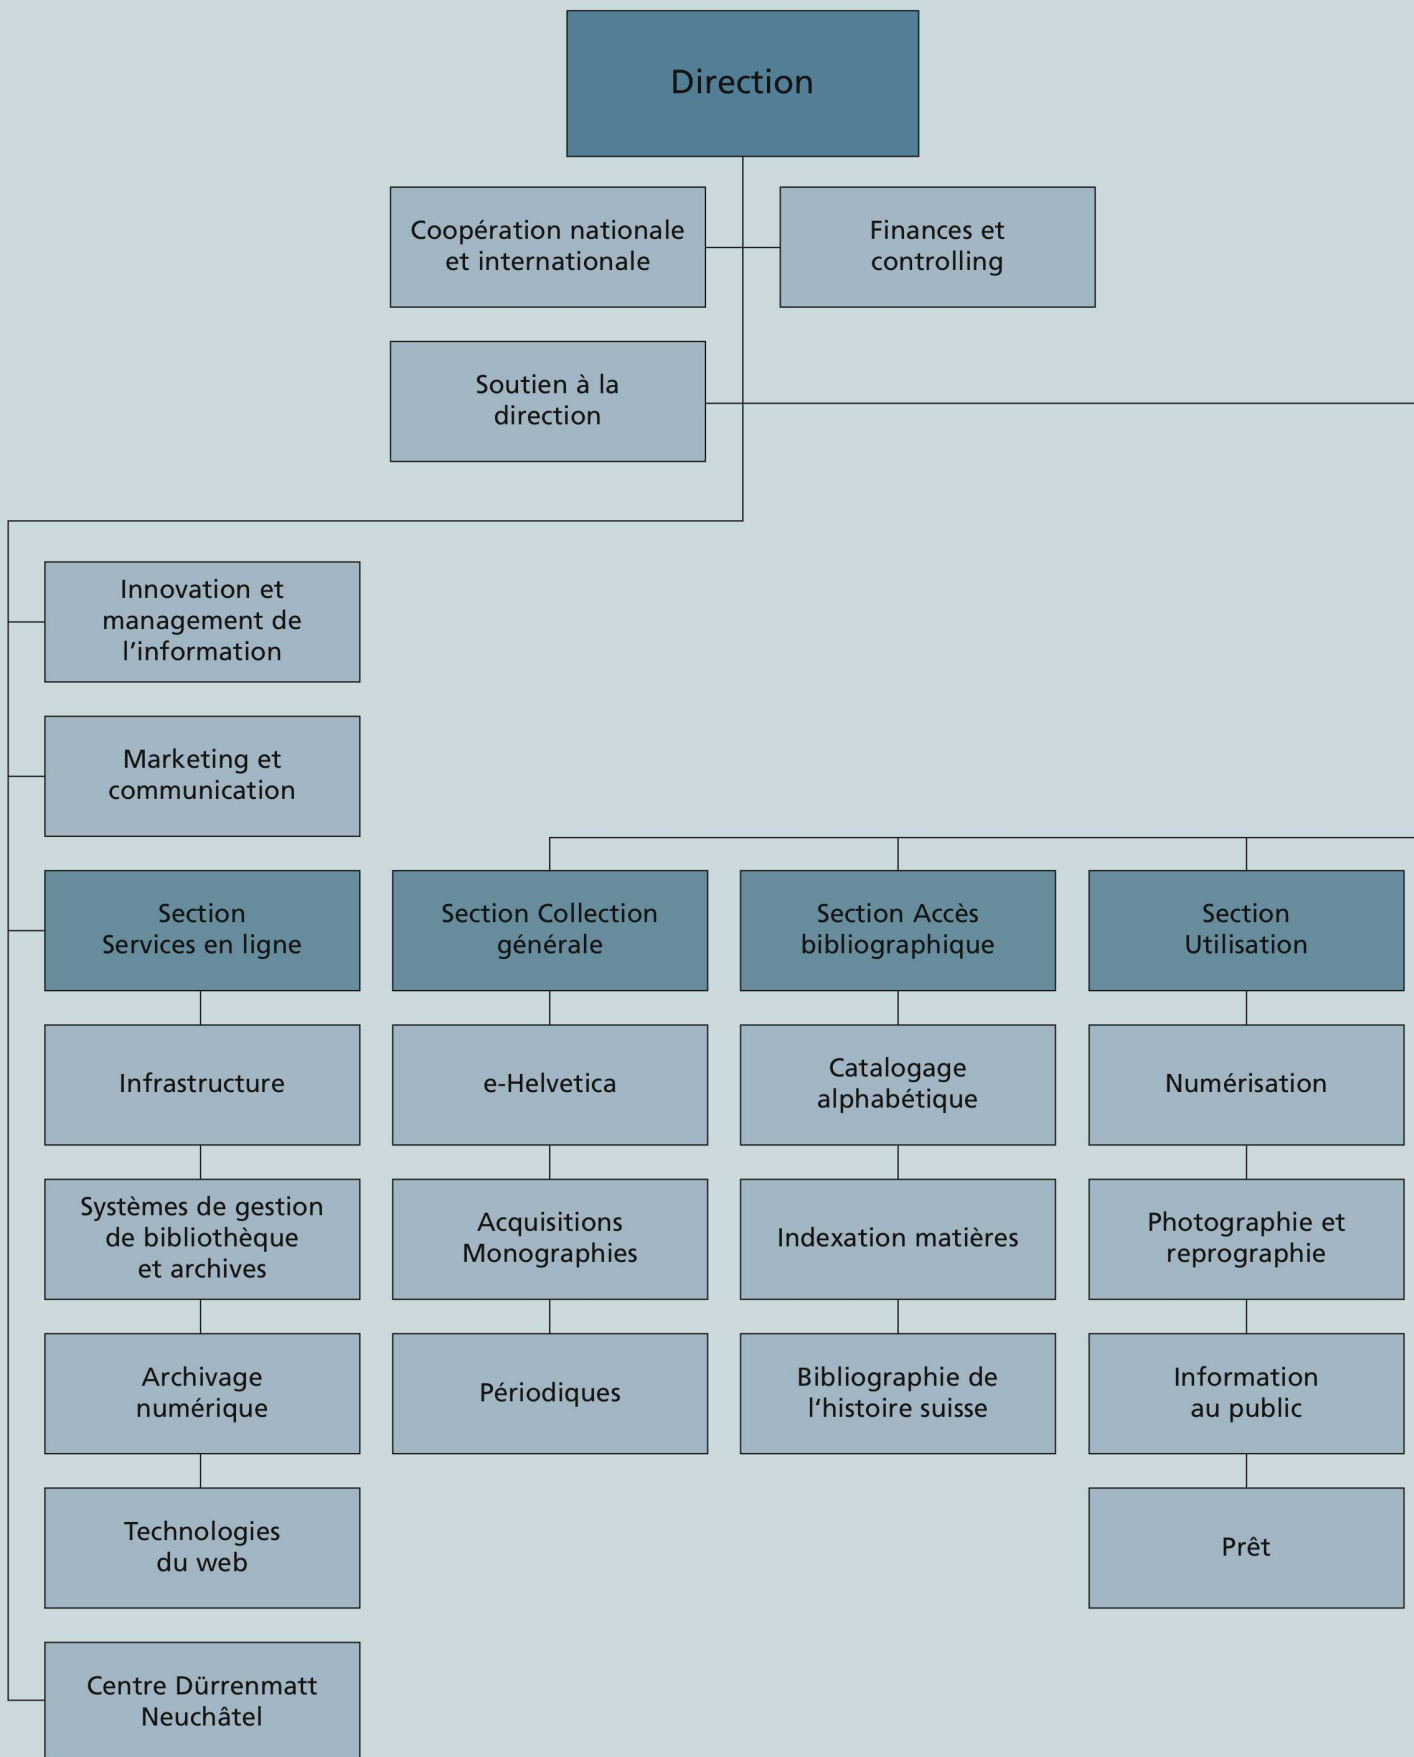 Direction
Coopération nationale
et internationale
Finances et
controlling
Soutien à la
direction
Innovation et
management de
l’information
Marketing et
communication
Section
Services en ligne
Infrastructure
Systèmes de gestion
de bibliothèque
et archives
Archivage
numérique
Technologies
du web
Centre Dürrenmatt
Neuchâtel
Section Collection
générale
e-Helvetica
Acquisitions
Monographies
Périodiques
Section Accès
bibliographique
Catalogage
alphabétique
Indexation matières
Bibliographie de
l‘histoire suisse
Section
Utilisation
Numérisation
Photographie et
reprographie
Information
au public
Prêt